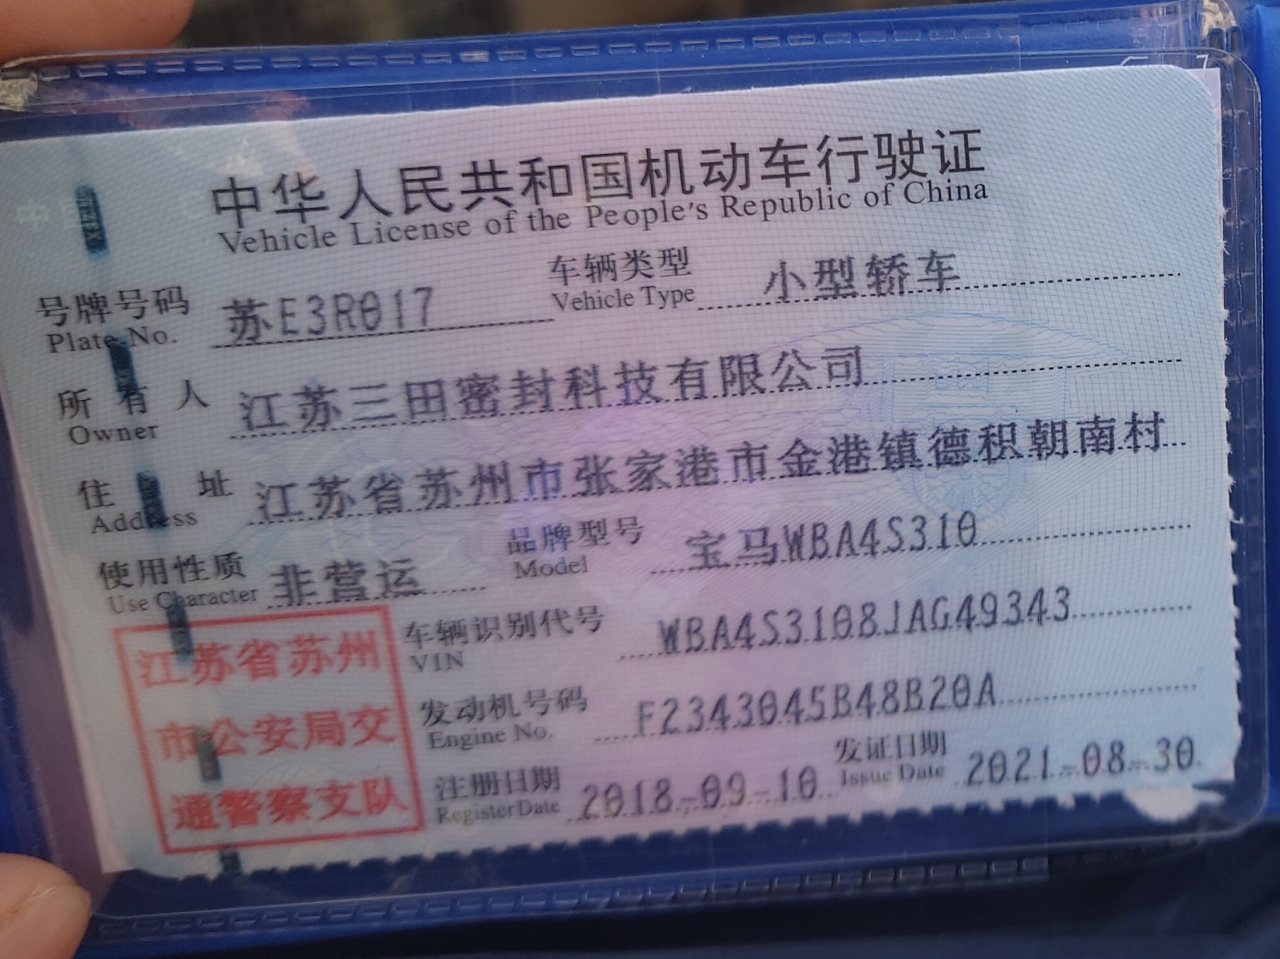 中华人民共和国机动车行驶证
Vehicle License of the People's Republic of China
号牌号码 苏E3R017 车辆类型 小型轿车
Plate No. Vehicle Type
所有人 江苏三田密封科技有限公司
Owner
住址 江苏省苏州市张家港市金港镇德积朝南村
Address
使用性质 非营运 品牌型号 宝马WBA4S310
Use Character Model
江苏省苏州
市公安局交
通警察支队
车辆识别代号 WBA4S3108JAG49343
VIN
发动机号码 F2343045B48B20A
Engine No.
注册日期 2018-09-10 发证日期 2021-08-30
Register Date Issue Date